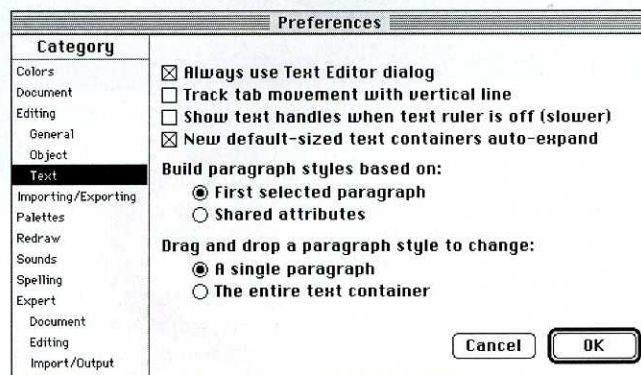 Preferences
Category
Colors
Document
Editing
General
Object
Text
Importing/Exporting
Palettes
Redraw
Sounds
Spelling
Expert
Document
Editing
Import/Output
Always use Text Editor dialog
Track tab movement with vertical line
Show text handles when text ruler is off (slower)
New default-sized text containers auto-expand
Build paragraph styles based on:
First selected paragraph
Shared attributes
Drag and drop a paragraph style to change:
A single paragraph
The entire text container
Cancel
OK